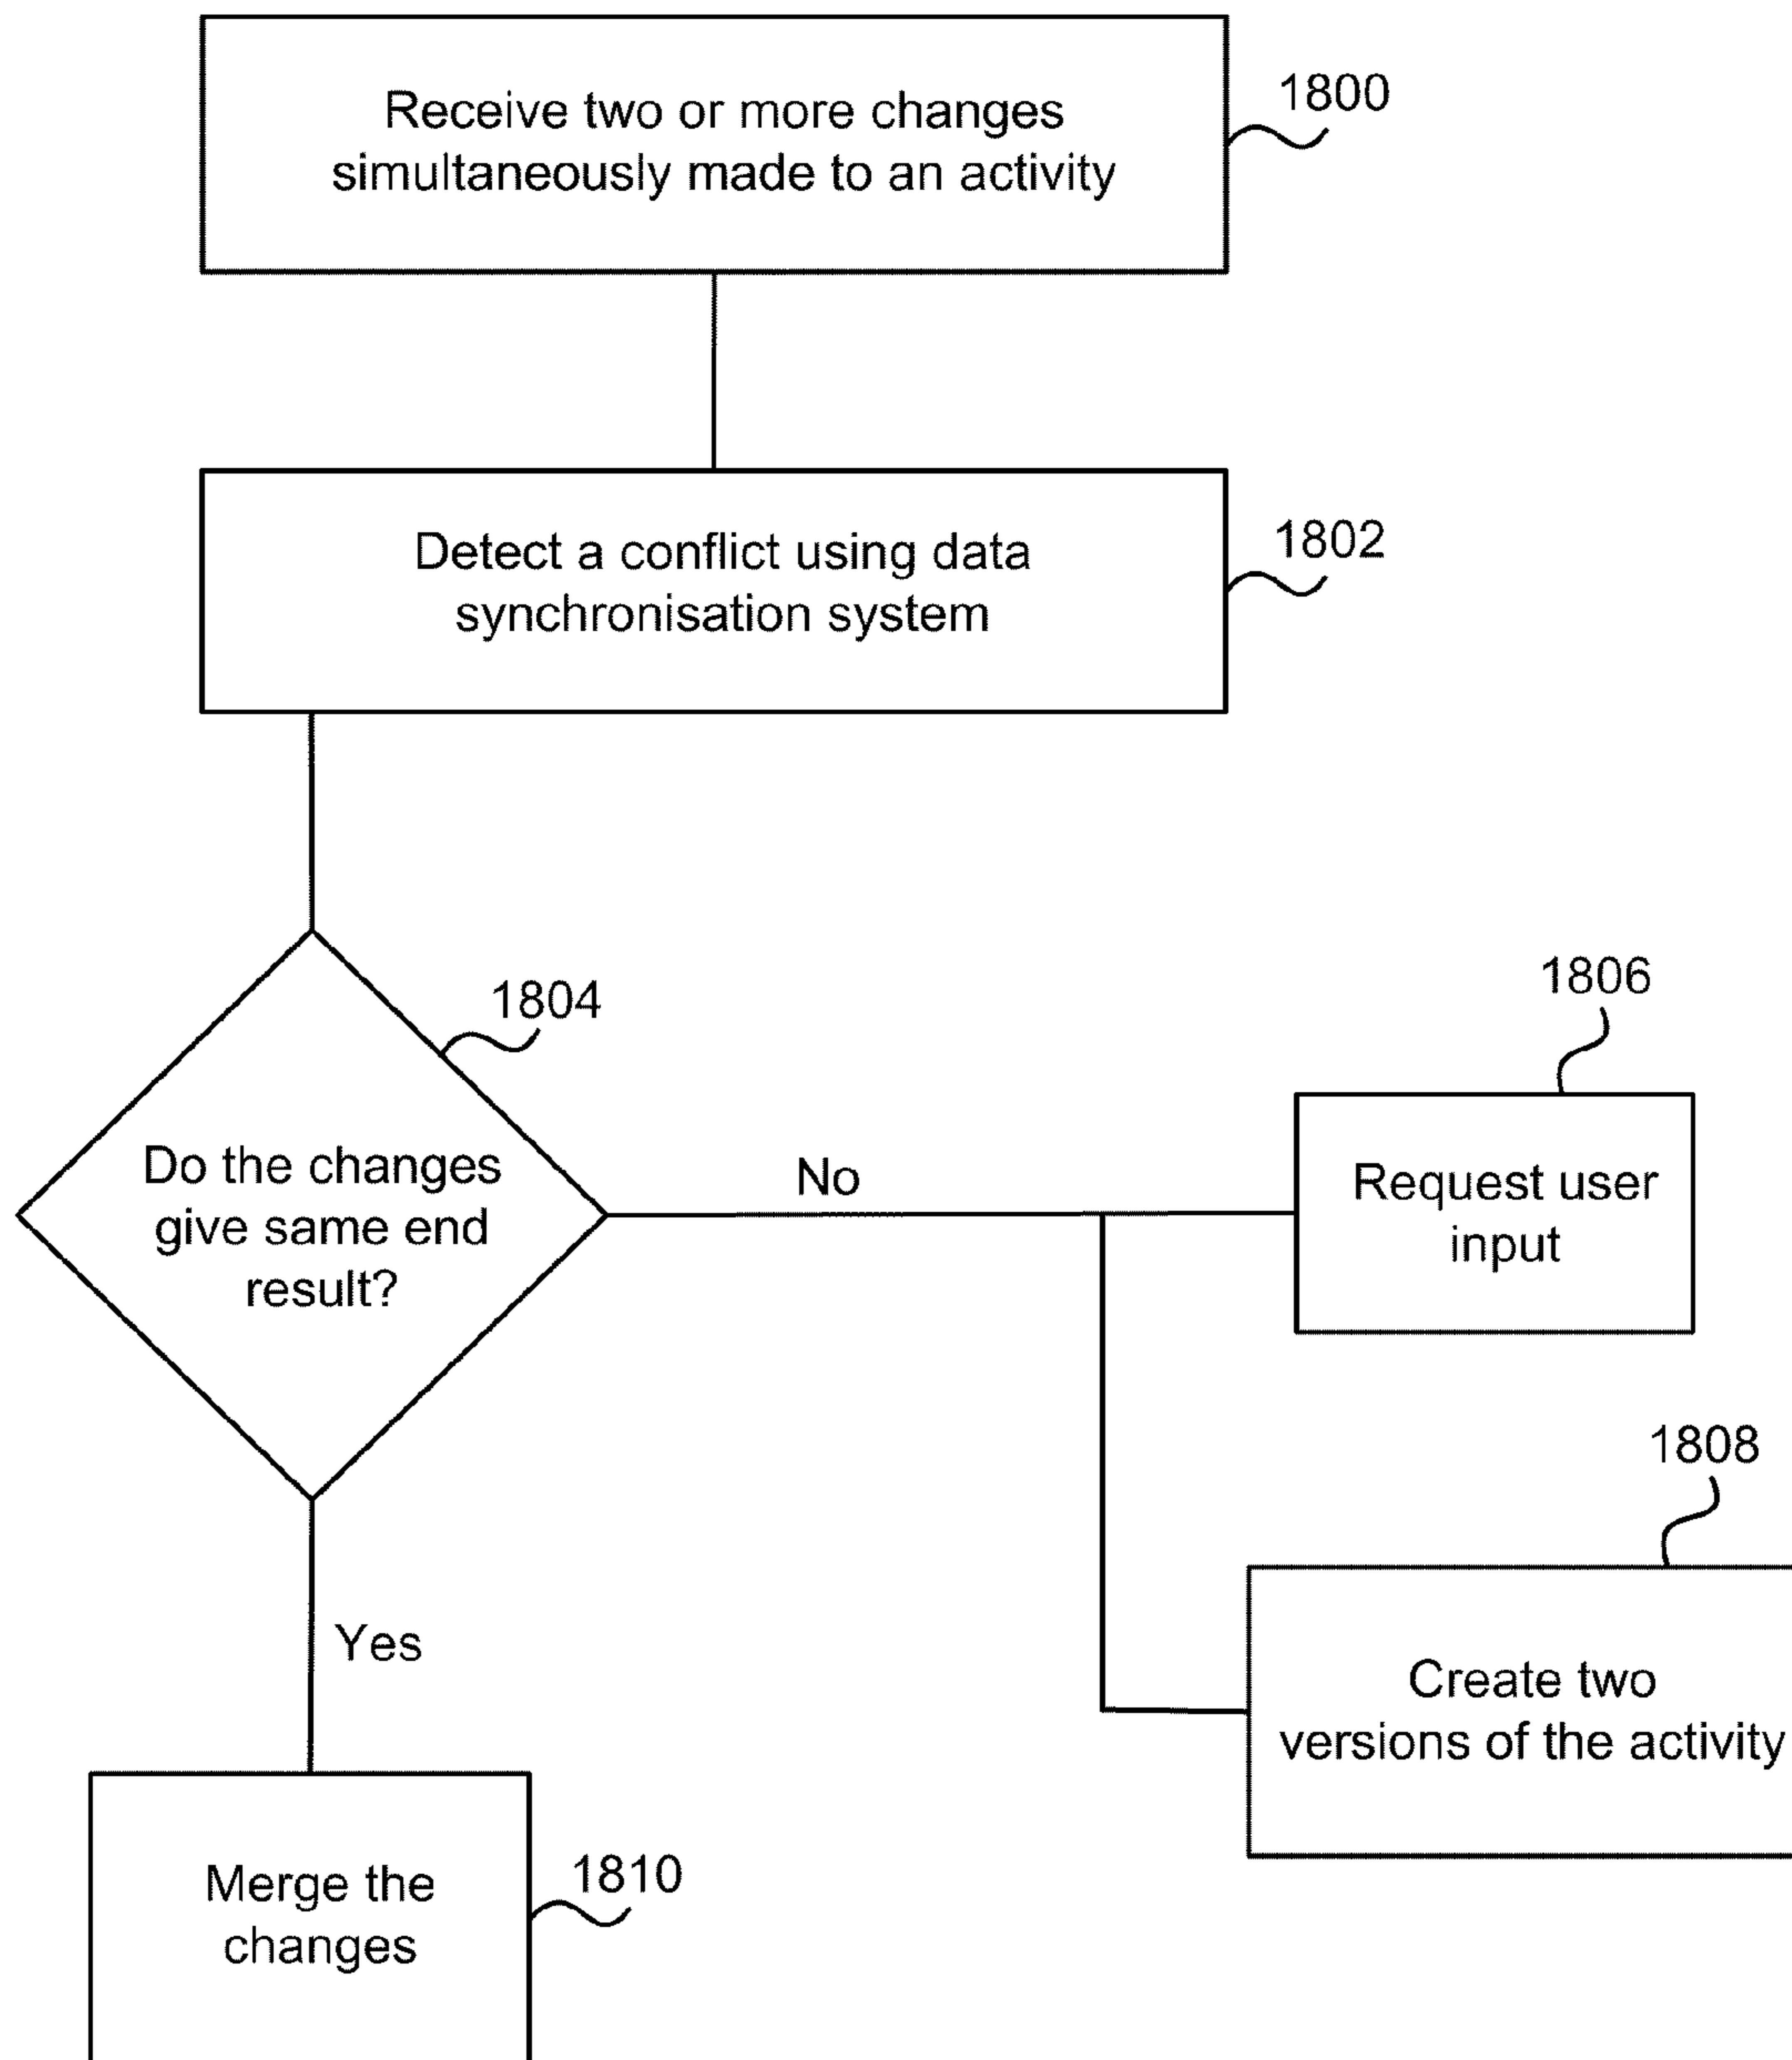 Receive two or more changes
simultaneously made to an activity
1800
Detect a conflict using data
synchronisation system
1802
1804
Do the changes
give same end
result?
No
1806
Request user
input
1808
Create two
versions of the activity
Yes
Merge the
changes
1810